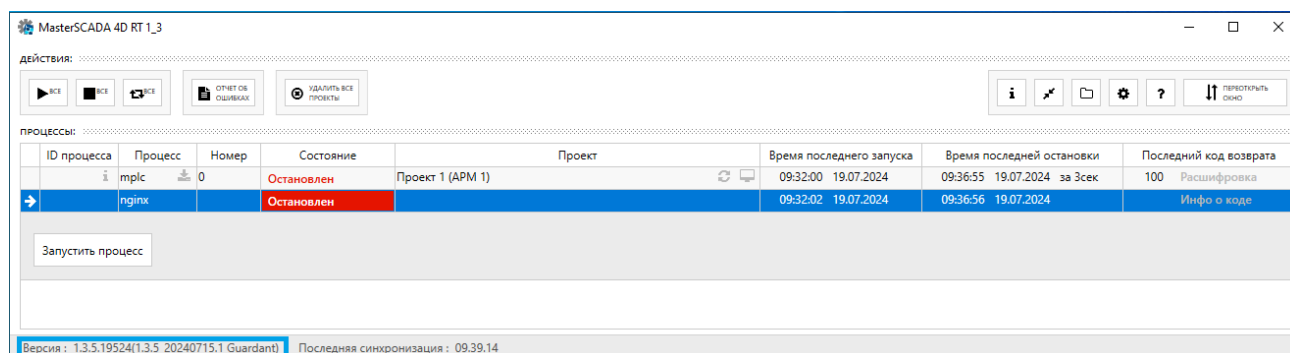 MasterSCADA 4D RT 1_3
ДЕЙСТВИЯ:
ВСЕ ВСЕ ВСЕ ОТЧЕТ ОБ ОШИБКАХ УДАЛИТЬ ВСЕ ПРОЕКТЫ i ? ПЕРЕОТКРЫТЬ ОКНО
ПРОЦЕССЫ:
ID процесса Процесс Номер Состояние Проект Время последнего запуска Время последней остановки Последний код возврата
i mplc 0 Остановлен Проект 1 (АРМ 1) 09:32:00 19.07.2024 09:36:55 19.07.2024 за 3сек 100 Расшифровка
nginx Остановлен 09:32:02 19.07.2024 09:36:56 19.07.2024 Инфо о коде
Запустить процесс
Версия : 1.3.5.19524(1.3.5_20240715.1 Guardant) Последняя синхронизация : 09.39.14